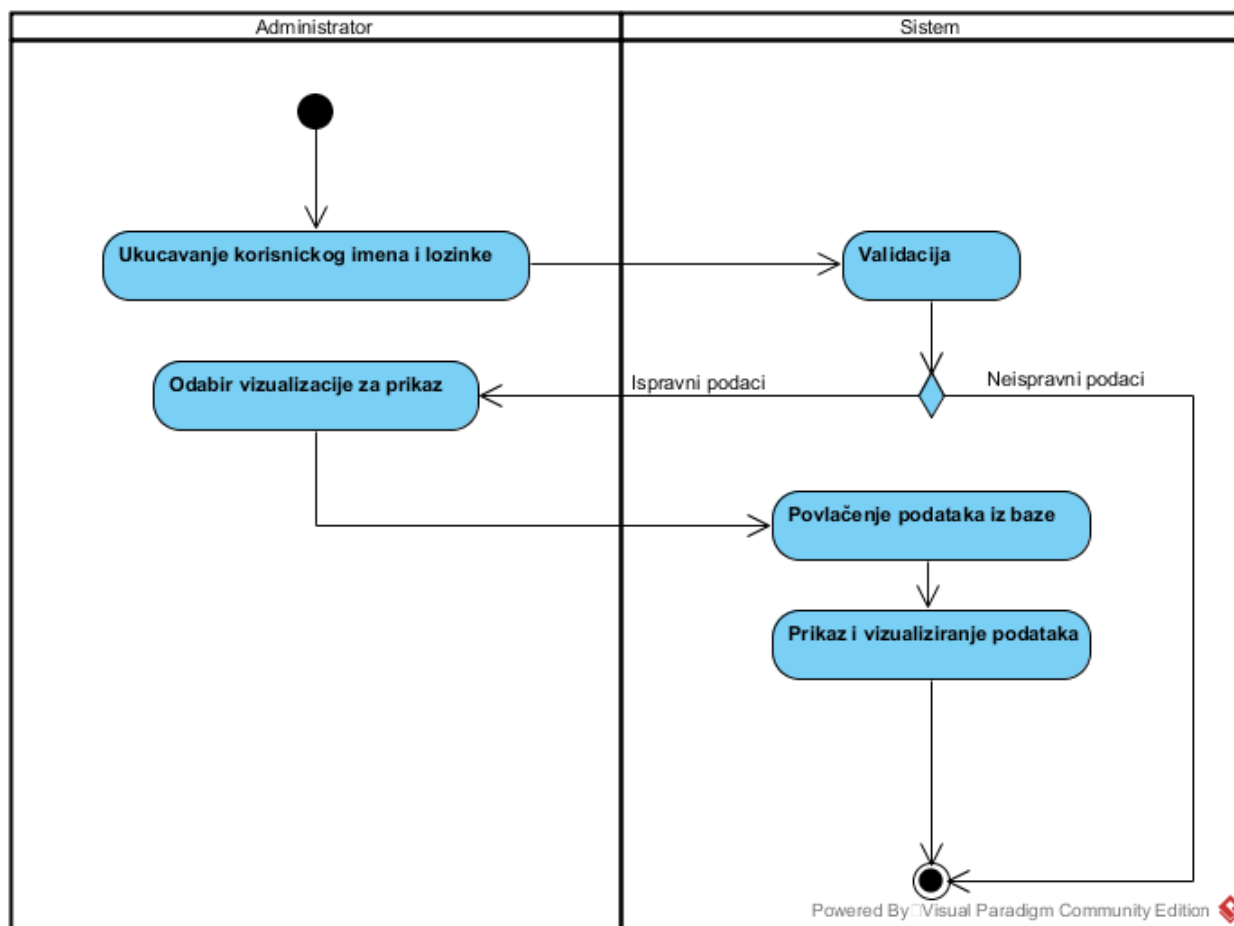 Administrator
Sistem
Ukucavanje korisnickog imena i lozinke
Validacija
Odabir vizualizacije za prikaz
Ispravni podaci
Neispravni podaci
Povlačenje podataka iz baze
Prikaz i vizualiziranje podataka
Powered By Visual Paradigm Community Edition